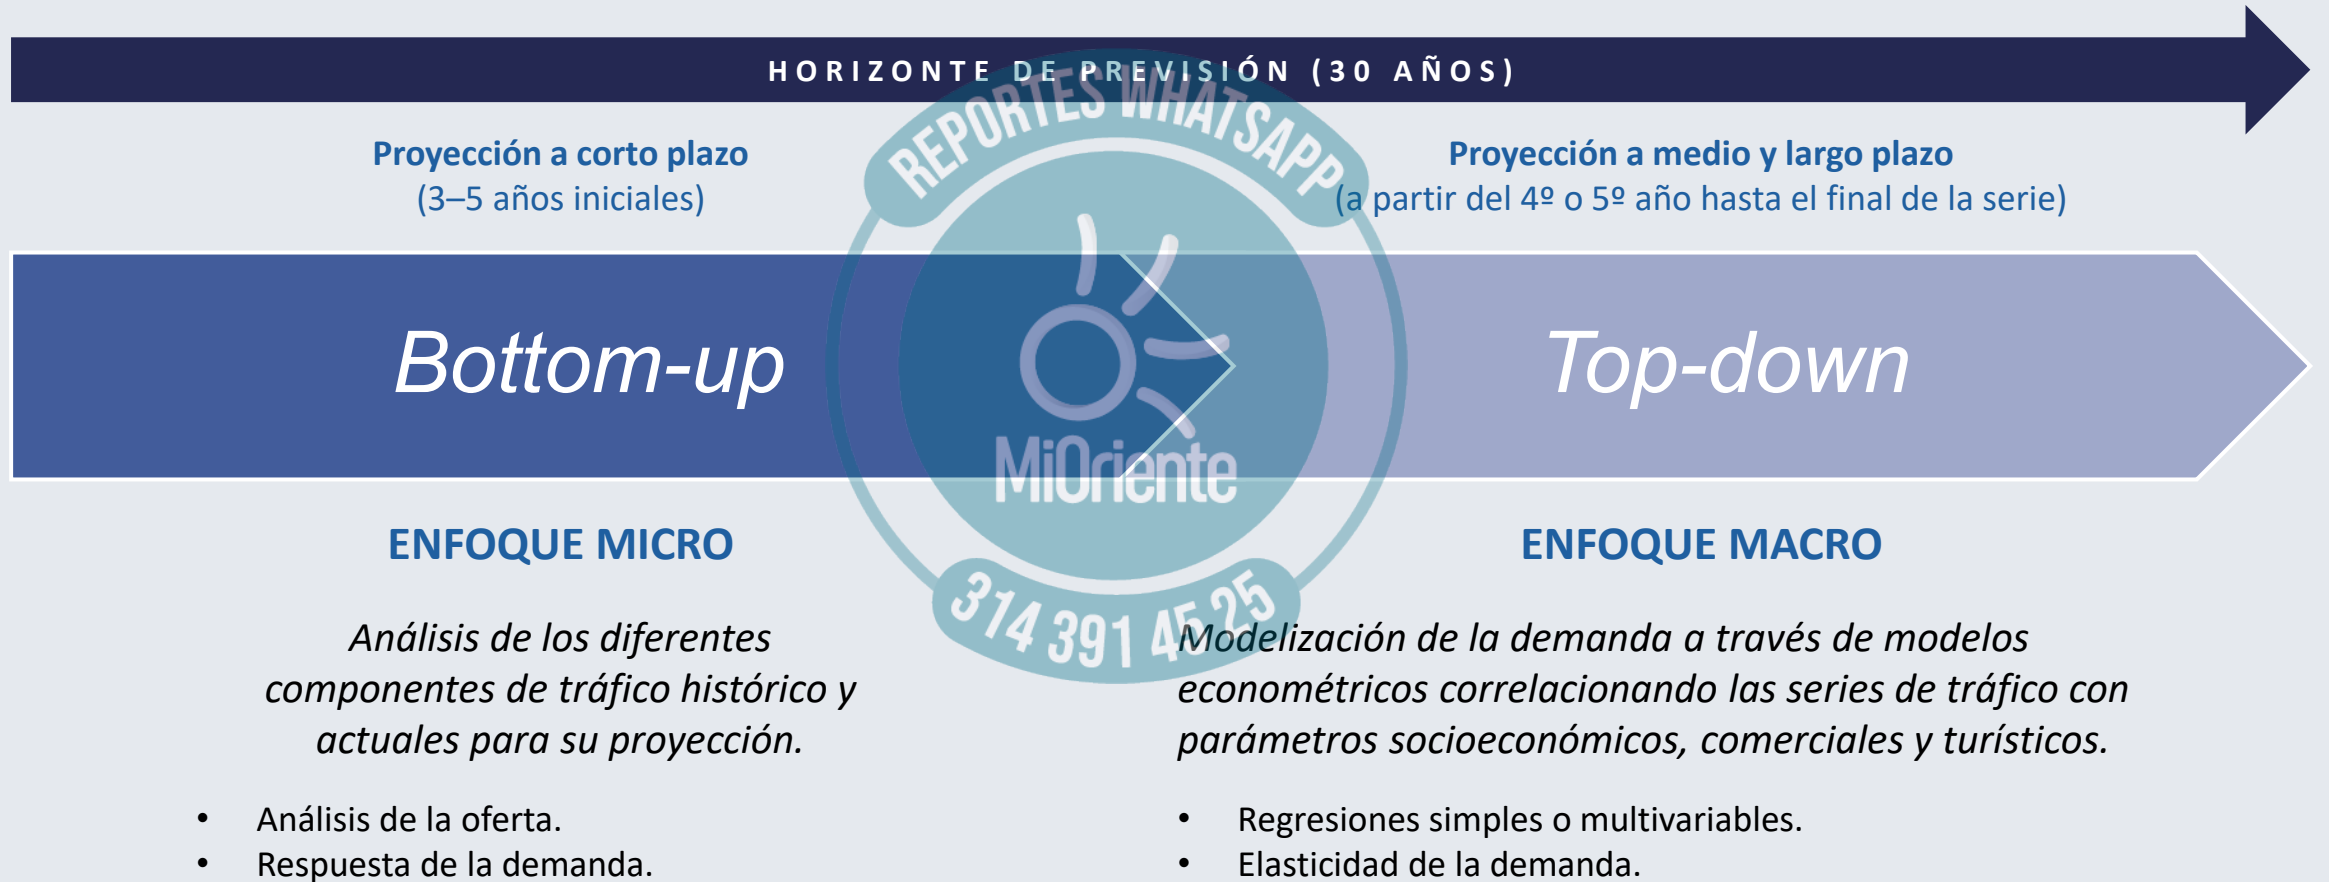 HORIZONTE DE PREVISIÓN (30 AÑOS)
REPORTES WHATSAPP
Proyección a corto plazo
(3–5 años iniciales)
Proyección a medio y largo plazo
(a partir del 4º o 5º año hasta el final de la serie)
Bottom-up
Top-down
MiOriente
314 391 45 25
ENFOQUE MICRO
Análisis de los diferentes
componentes de tráfico histórico y
actuales para su proyección.
• Análisis de la oferta.
• Respuesta de la demanda.
ENFOQUE MACRO
Modelización de la demanda a través de modelos
econométricos correlacionando las series de tráfico con
parámetros socioeconómicos, comerciales y turísticos.
• Regresiones simples o multivariables.
• Elasticidad de la demanda.